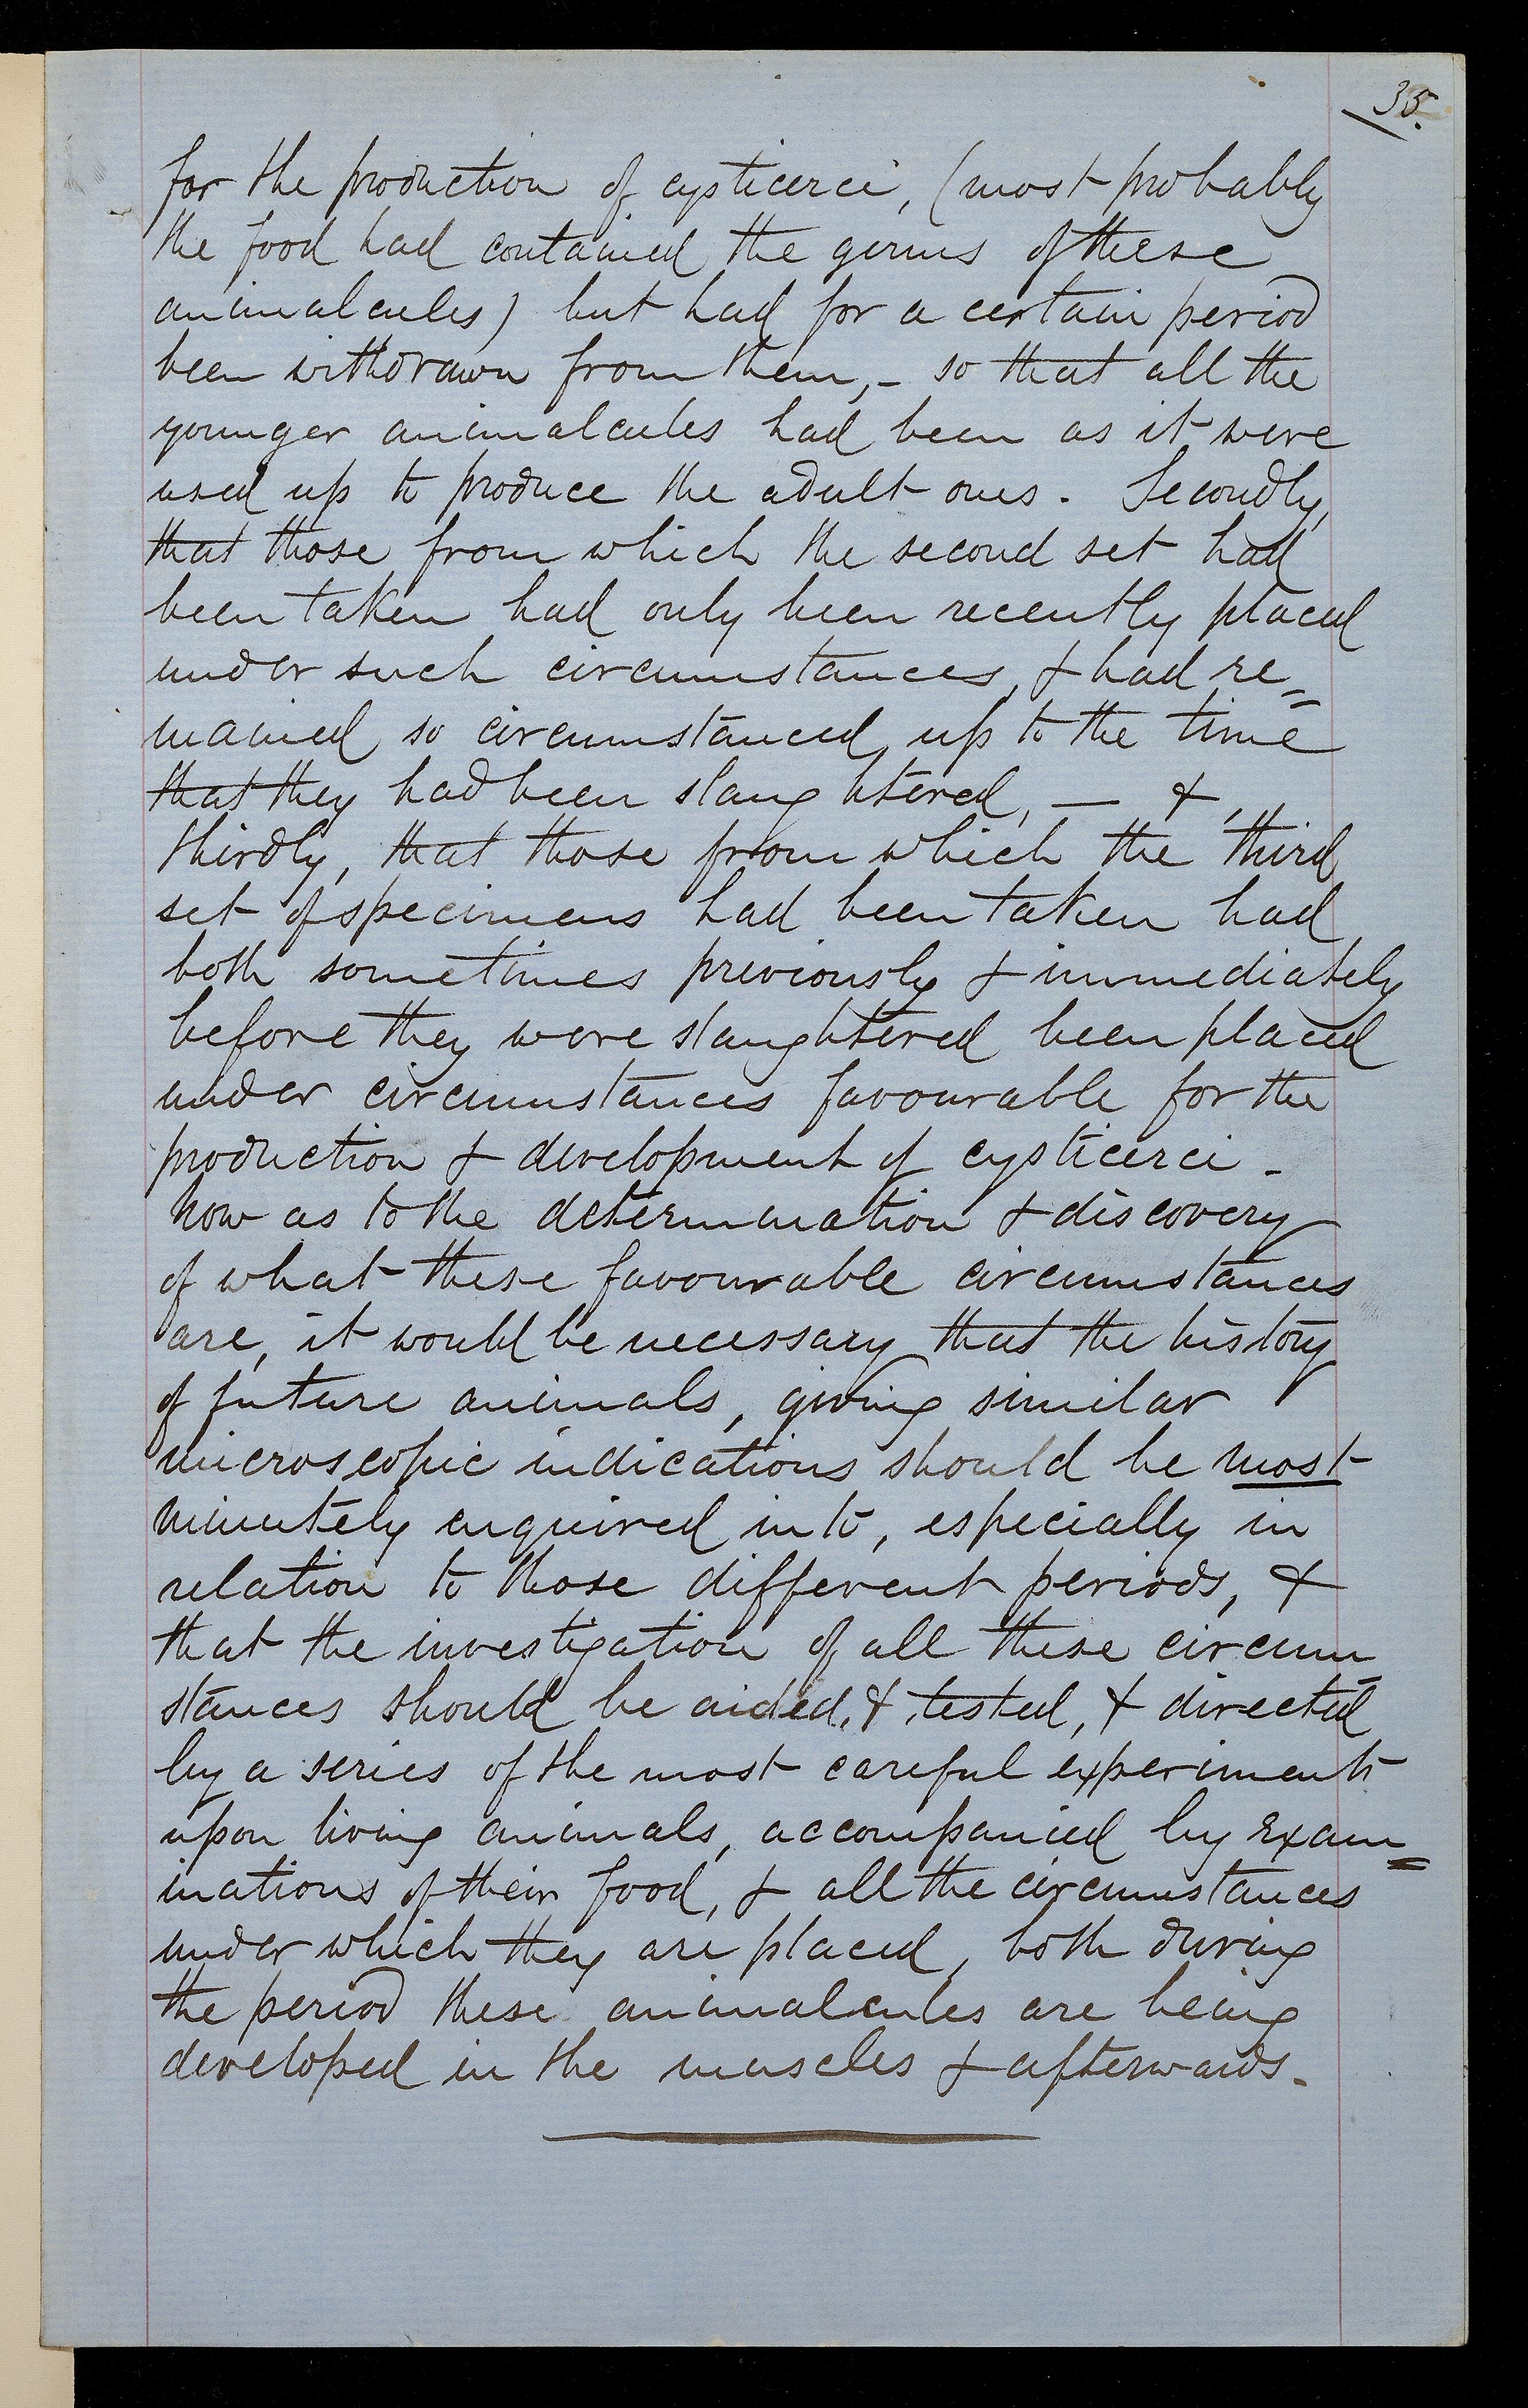 35.
for the production of cysticerci, (most probably
the food had contained the germs of these
animalcules) but had for a certain period
been withdrawn from them, - so that all the
younger animalcules had been as it were
used up to produce the adult ones. Secondly,
that those from which the second set had
been taken had only been recently placed
under such circumstances, & had re=
mained so circumstanced, up to the time
that they had been slaughtered, — &,
thirdly, that those from which the third
set of specimens had been taken had
both sometimes previously & immediately
before they were slaughtered been placed
under circumstances favourable for the
production & development of cysticerci -
Now as to the determination & discovery
of what these favourable circumstances
are, it would be necessary that the history
of future animals, giving similar
microscopic indications should be most
minutely enquired into, especially in
relation to those different periods, &
that the investigation of all these circum=
stances should be aided, & tested, & directed
by a series of the most careful experiments
upon living animals, accompanied by exam=
inations of their food, & all the circumstances
under which they are placed, both during
the period these animalcules are being
developed in the muscles & afterwards.